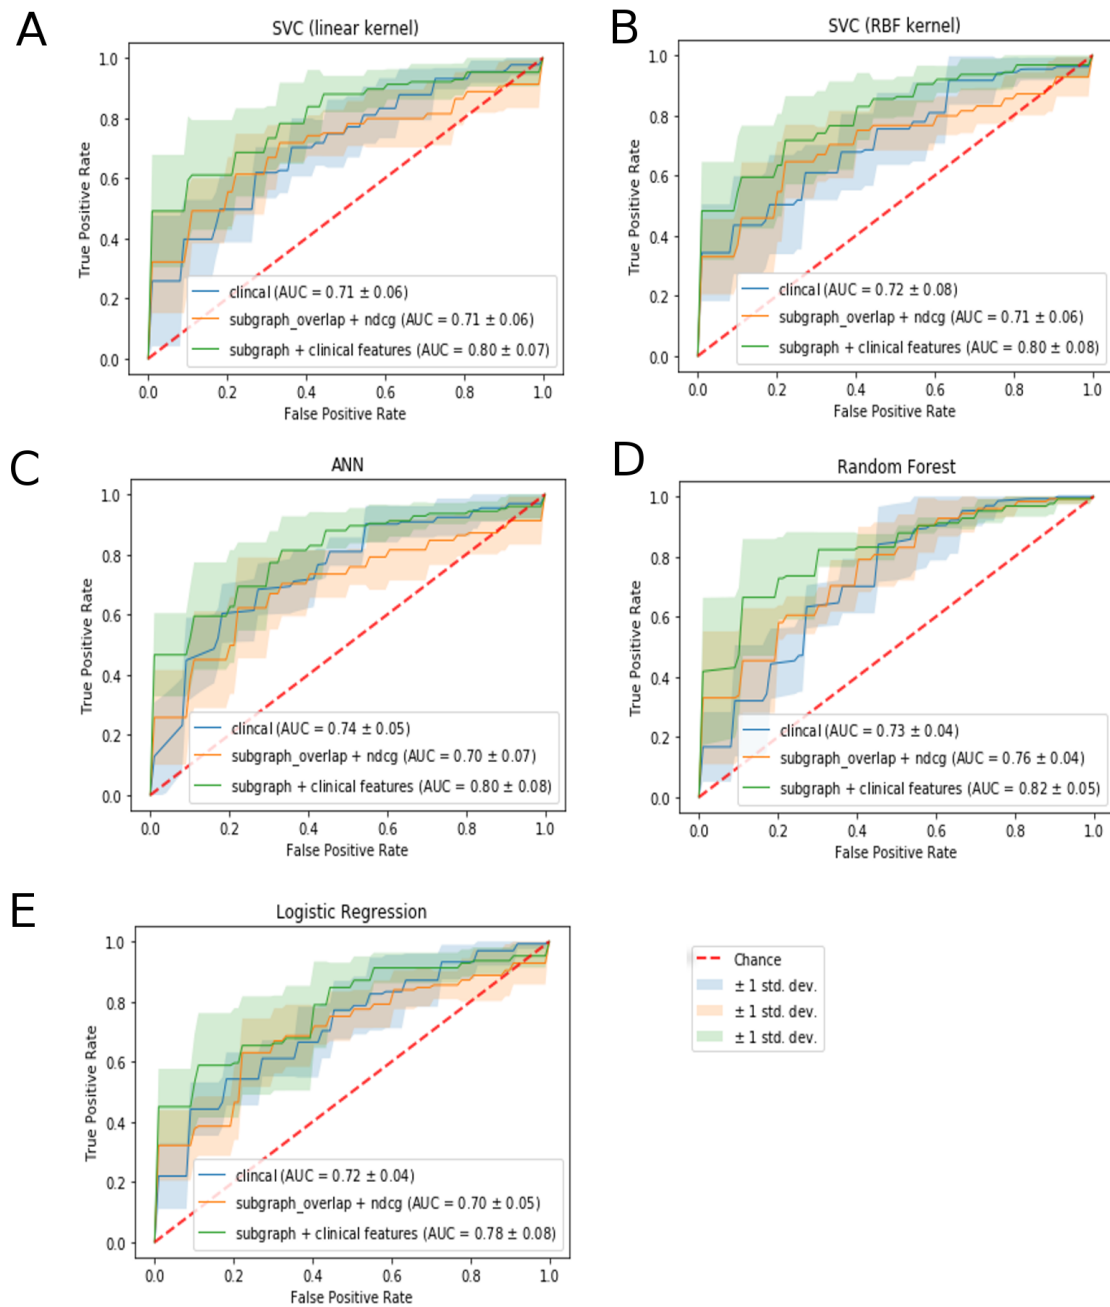 A
SVC (linear kernel)
True Positive Rate
1.0
0.8
0.6
0.4
0.2
0.0
clincal (AUC = 0.71 ± 0.06)
subgraph_overlap + ndcg (AUC = 0.71 ± 0.06)
subgraph + clinical features (AUC = 0.80 ± 0.07)
0.0 0.2 0.4 0.6 0.8 1.0
False Positive Rate
B
SVC (RBF kernel)
True Positive Rate
1.0
0.8
0.6
0.4
0.2
0.0
clincal (AUC = 0.72 ± 0.08)
subgraph_overlap + ndcg (AUC = 0.71 ± 0.06)
subgraph + clinical features (AUC = 0.80 ± 0.08)
0.0 0.2 0.4 0.6 0.8 1.0
False Positive Rate
C
ANN
True Positive Rate
1.0
0.8
0.6
0.4
0.2
0.0
clincal (AUC = 0.74 ± 0.05)
subgraph_overlap + ndcg (AUC = 0.70 ± 0.07)
subgraph + clinical features (AUC = 0.80 ± 0.08)
0.0 0.2 0.4 0.6 0.8 1.0
False Positive Rate
D
Random Forest
True Positive Rate
1.0
0.8
0.6
0.4
0.2
0.0
clincal (AUC = 0.73 ± 0.04)
subgraph_overlap + ndcg (AUC = 0.76 ± 0.04)
subgraph + clinical features (AUC = 0.82 ± 0.05)
0.0 0.2 0.4 0.6 0.8 1.0
False Positive Rate
E
Logistic Regression
True Positive Rate
1.0
0.8
0.6
0.4
0.2
0.0
clincal (AUC = 0.72 ± 0.04)
subgraph_overlap + ndcg (AUC = 0.70 ± 0.05)
subgraph + clinical features (AUC = 0.78 ± 0.08)
0.0 0.2 0.4 0.6 0.8 1.0
False Positive Rate
Chance
± 1 std. dev.
± 1 std. dev.
± 1 std. dev.